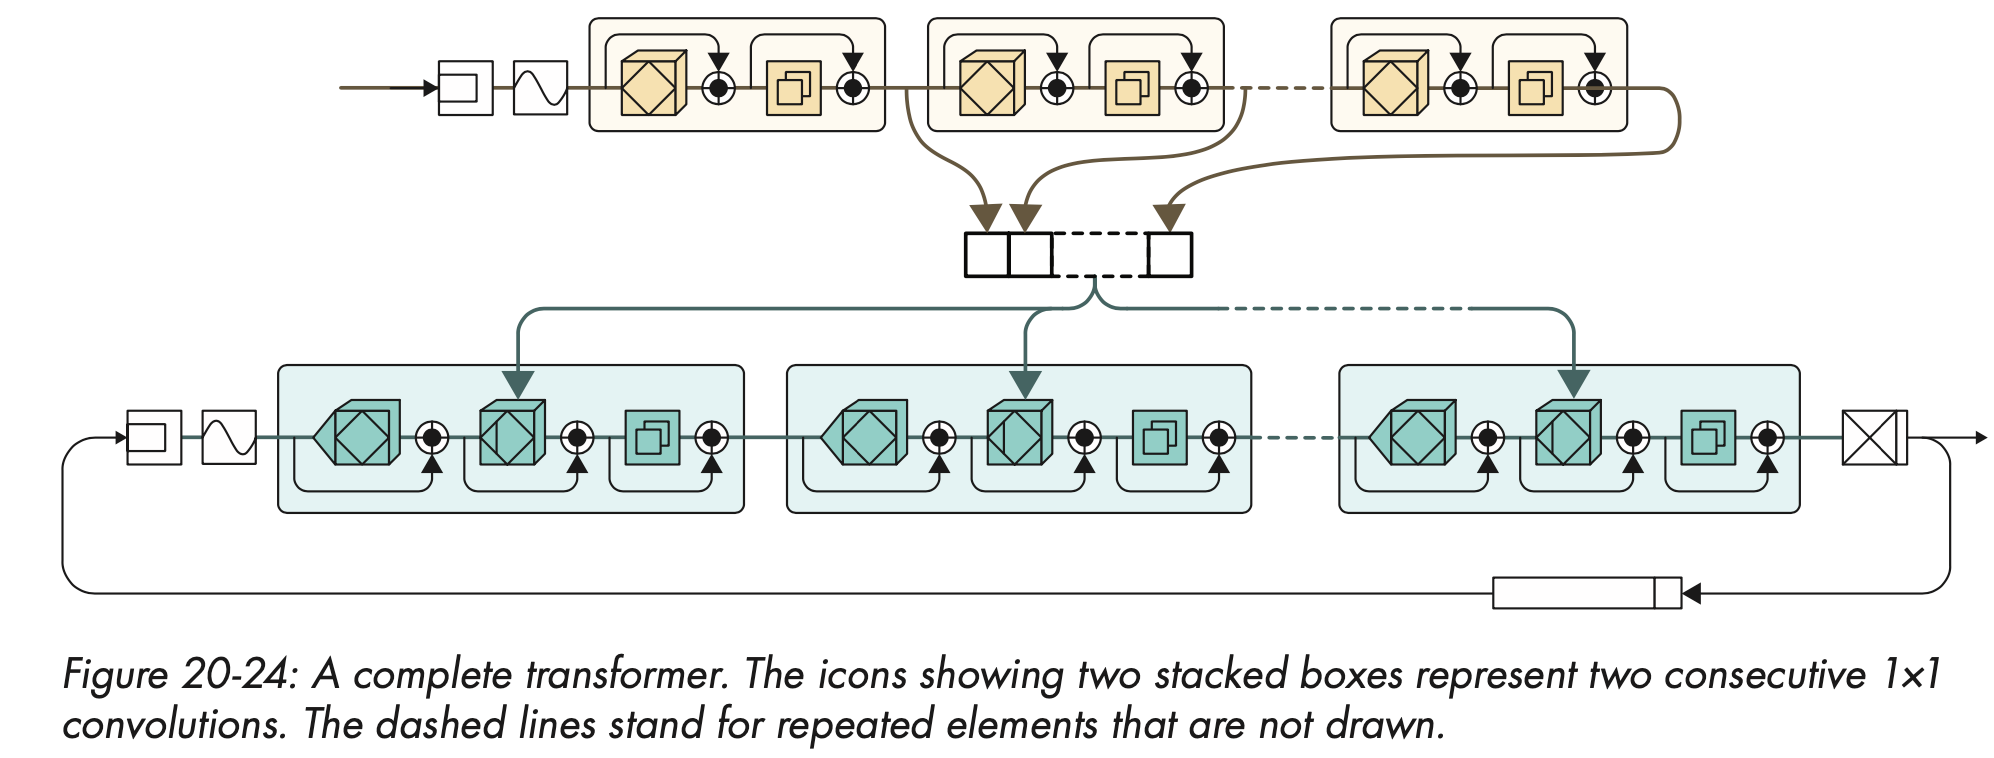 Figure 20-24: A complete transformer. The icons showing two stacked boxes represent two consecutive 1×1
convolutions. The dashed lines stand for repeated elements that are not drawn.